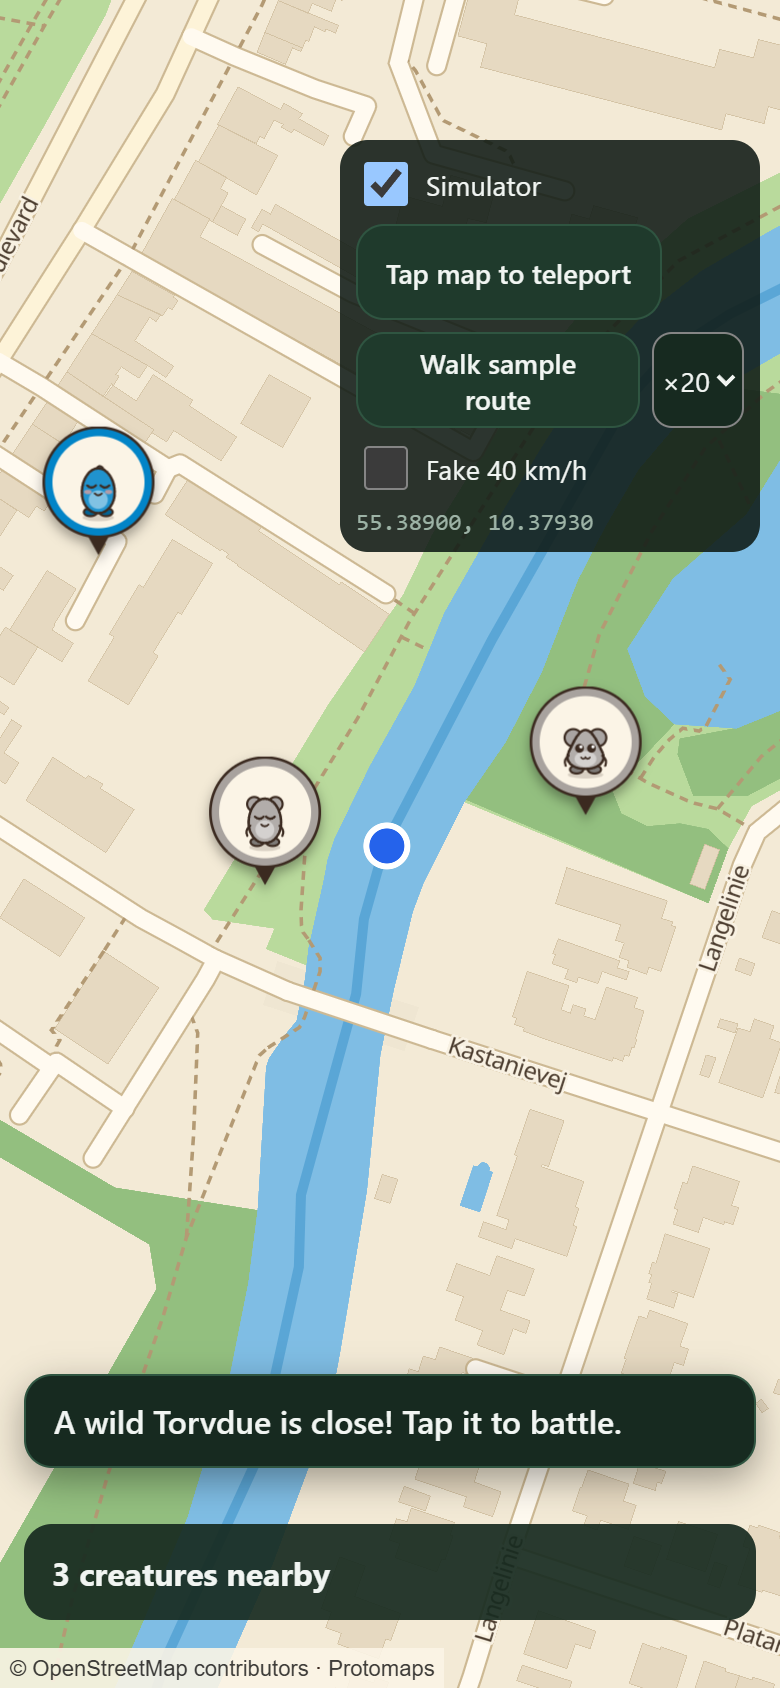 ulevard
Simulator
Tap map to teleport
Walk sample
route
×20
Fake 40 km/h
55.38900, 10.37930
Langelinie
Kastanievej
A wild Torvdue is close! Tap it to battle.
3 creatures nearby
Langelinie
Platan
© OpenStreetMap contributors · Protomaps